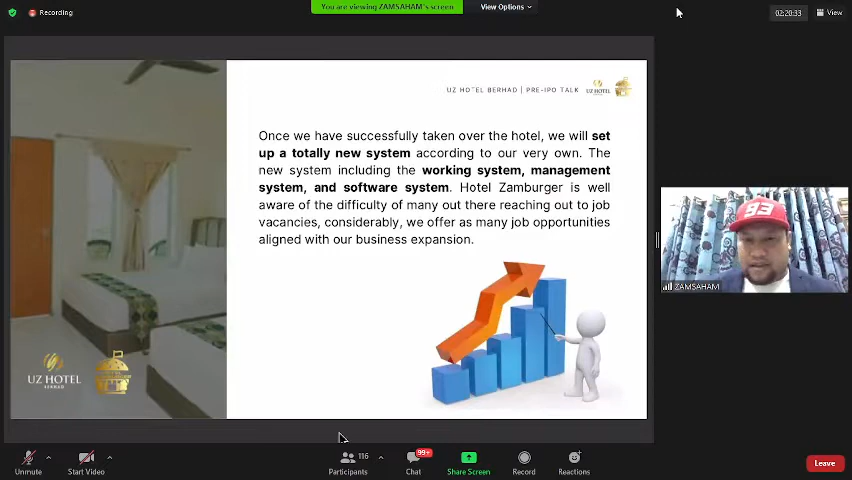 Recording
You are viewing ZAMSAHAM's screen
View Options
02:20:33
View
UZ HOTEL BERHAD | PRE-IPO TALK
UZ HOTEL
Once we have successfully taken over the hotel, we will set
up a totally new system according to our very own. The
new system including the working system, management
system, and software system. Hotel Zamburger is well
aware of the difficulty of many out there reaching out to job
vacancies, considerably, we offer as many job opportunities
aligned with our business expansion.
93
ZAMSAHAM
UZ HOTEL
BERHAD
Unmute
Start Video
116
Participants
99+
Chat
Share Screen
Record
Reactions
Leave